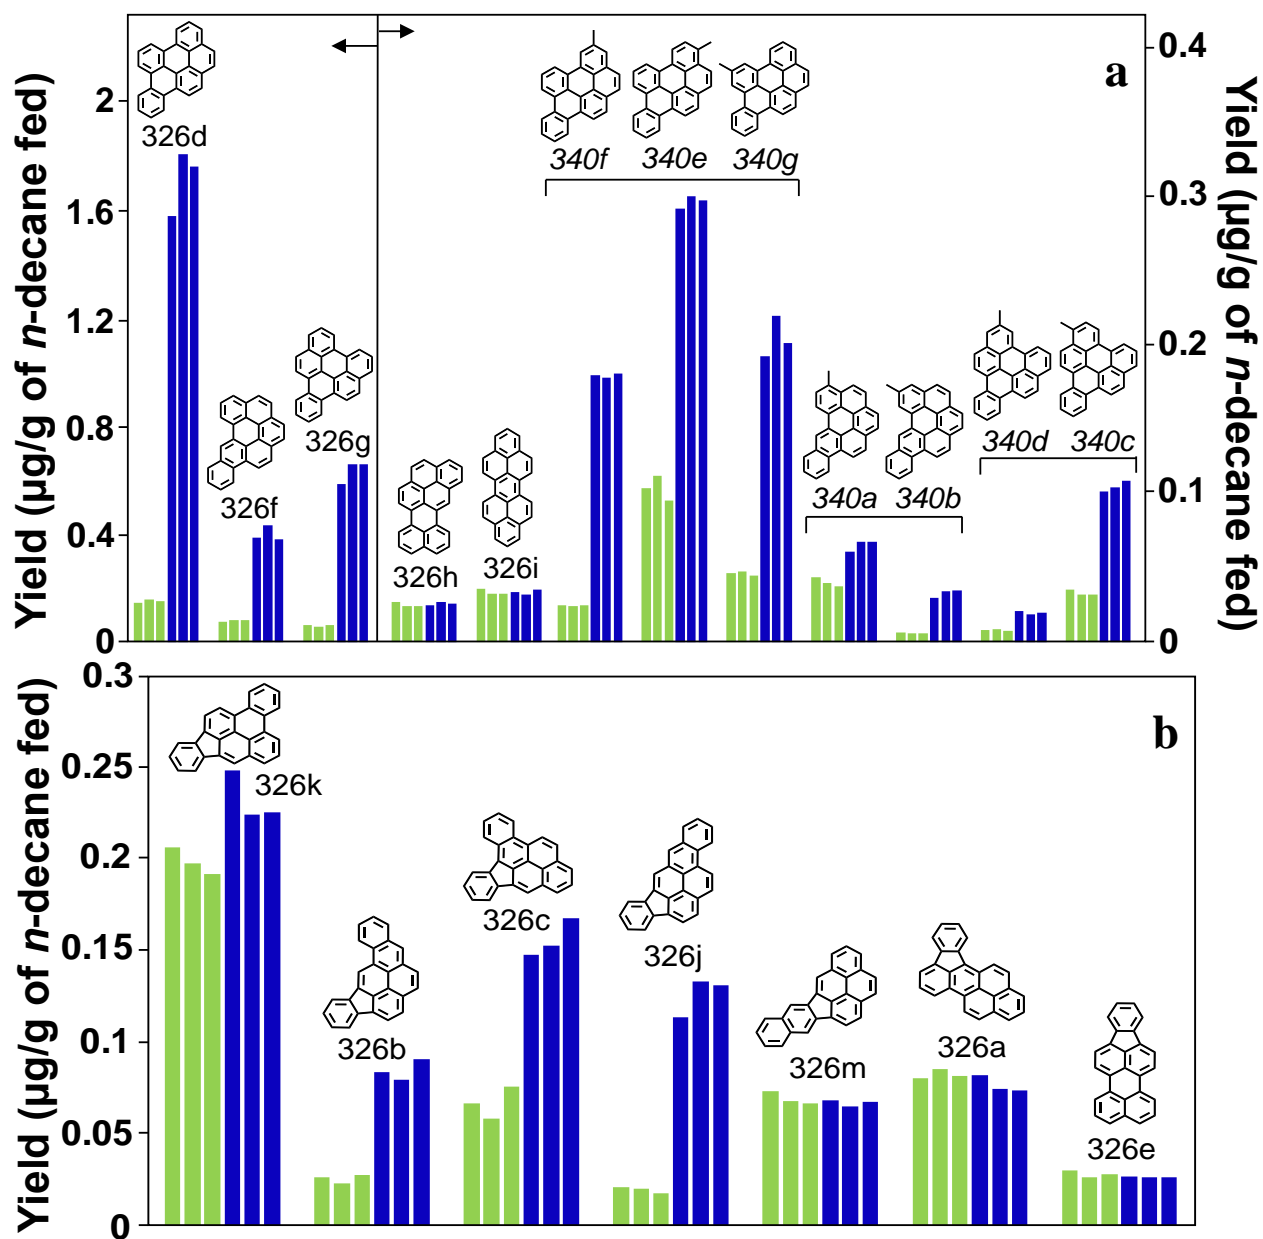 a
Yield (µg/g of n-decane fed)
2
1.6
1.2
0.8
0.4
0
Yield (µg/g of n-decane fed)
0.4
0.3
0.2
0.1
0
326d
326f
326g
326h
326i
340f 340e 340g
340a 340b
340d 340c
b
Yield (µg/g of n-decane fed)
0.3
0.25
0.2
0.15
0.1
0.05
0
326k
326b
326c
326j
326m
326a
326e